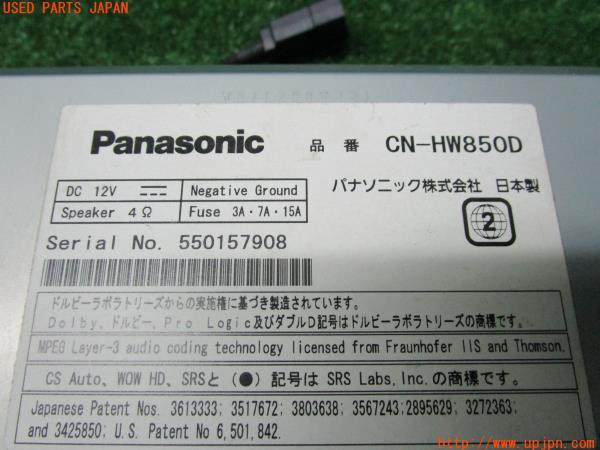 USED PARTS JAPAN
Panasonic 品番 CN-HW850D
DC 12V Negative Ground
Speaker 4Ω Fuse 3A・7A・15A
パナソニック株式会社 日本製
2
Serial No. 550157908
ドルビーラボラトリーズからの実施権に基づき製造されています。
Dolby、ドルビー、Pro Logic及びダブルD記号はドルビーラボラトリーズの商標です。
MPEG Layer-3 audio coding technology licensed from Fraunhofer IIS and Thomson.
CS Auto、WOW HD、SRSと(●)記号は SRS Labs,Inc.の商標です。
Japanese Patent Nos. 3613333; 3517672; 3803638; 3567243;2895629; 3272363;
and 3425850; U.S. Patent No 6,501,842.
http://www.upjpn.com/